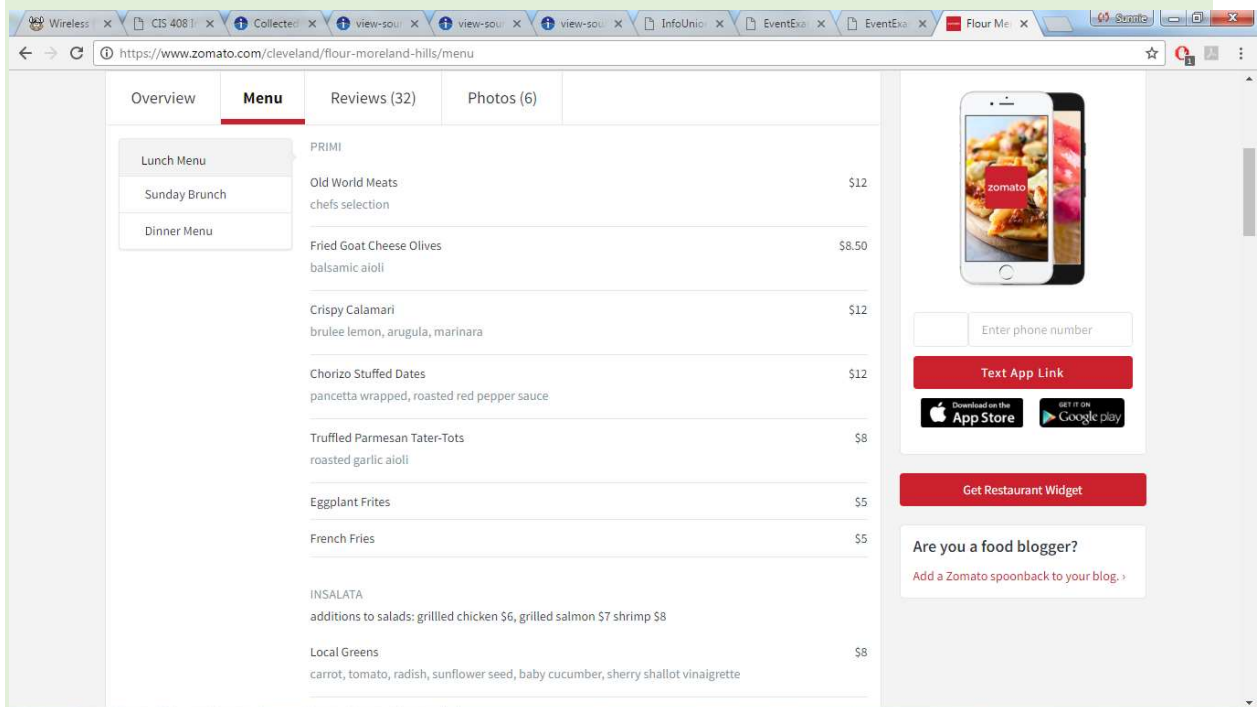 Wireless
CIS 408 I
Collected
view-sour
view-sour
view-sou
InfoUnio
EventExa
EventExa
Flour Me
https://www.zomato.com/cleveland/flour-moreland-hills/menu
1
Overview
Menu
Reviews (32)
Photos (6)
Lunch Menu
Sunday Brunch
Dinner Menu
PRIMI
Old World Meats $12
chefs selection
Fried Goat Cheese Olives $8.50
balsamic aioli
Crispy Calamari $12
brulee lemon, arugula, marinara
Chorizo Stuffed Dates $12
pancetta wrapped, roasted red pepper sauce
Truffled Parmesan Tater-Tots $8
roasted garlic aioli
Eggplant Frites $5
French Fries $5
INSALATA
additions to salads: grillled chicken $6, grilled salmon $7 shrimp $8
Local Greens $8
carrot, tomato, radish, sunflower seed, baby cucumber, sherry shallot vinaigrette
zomato
Enter phone number
Text App Link
Download on the
App Store
GET IT ON
Google play
Get Restaurant Widget
Are you a food blogger?
Add a Zomato spoonback to your blog. ›